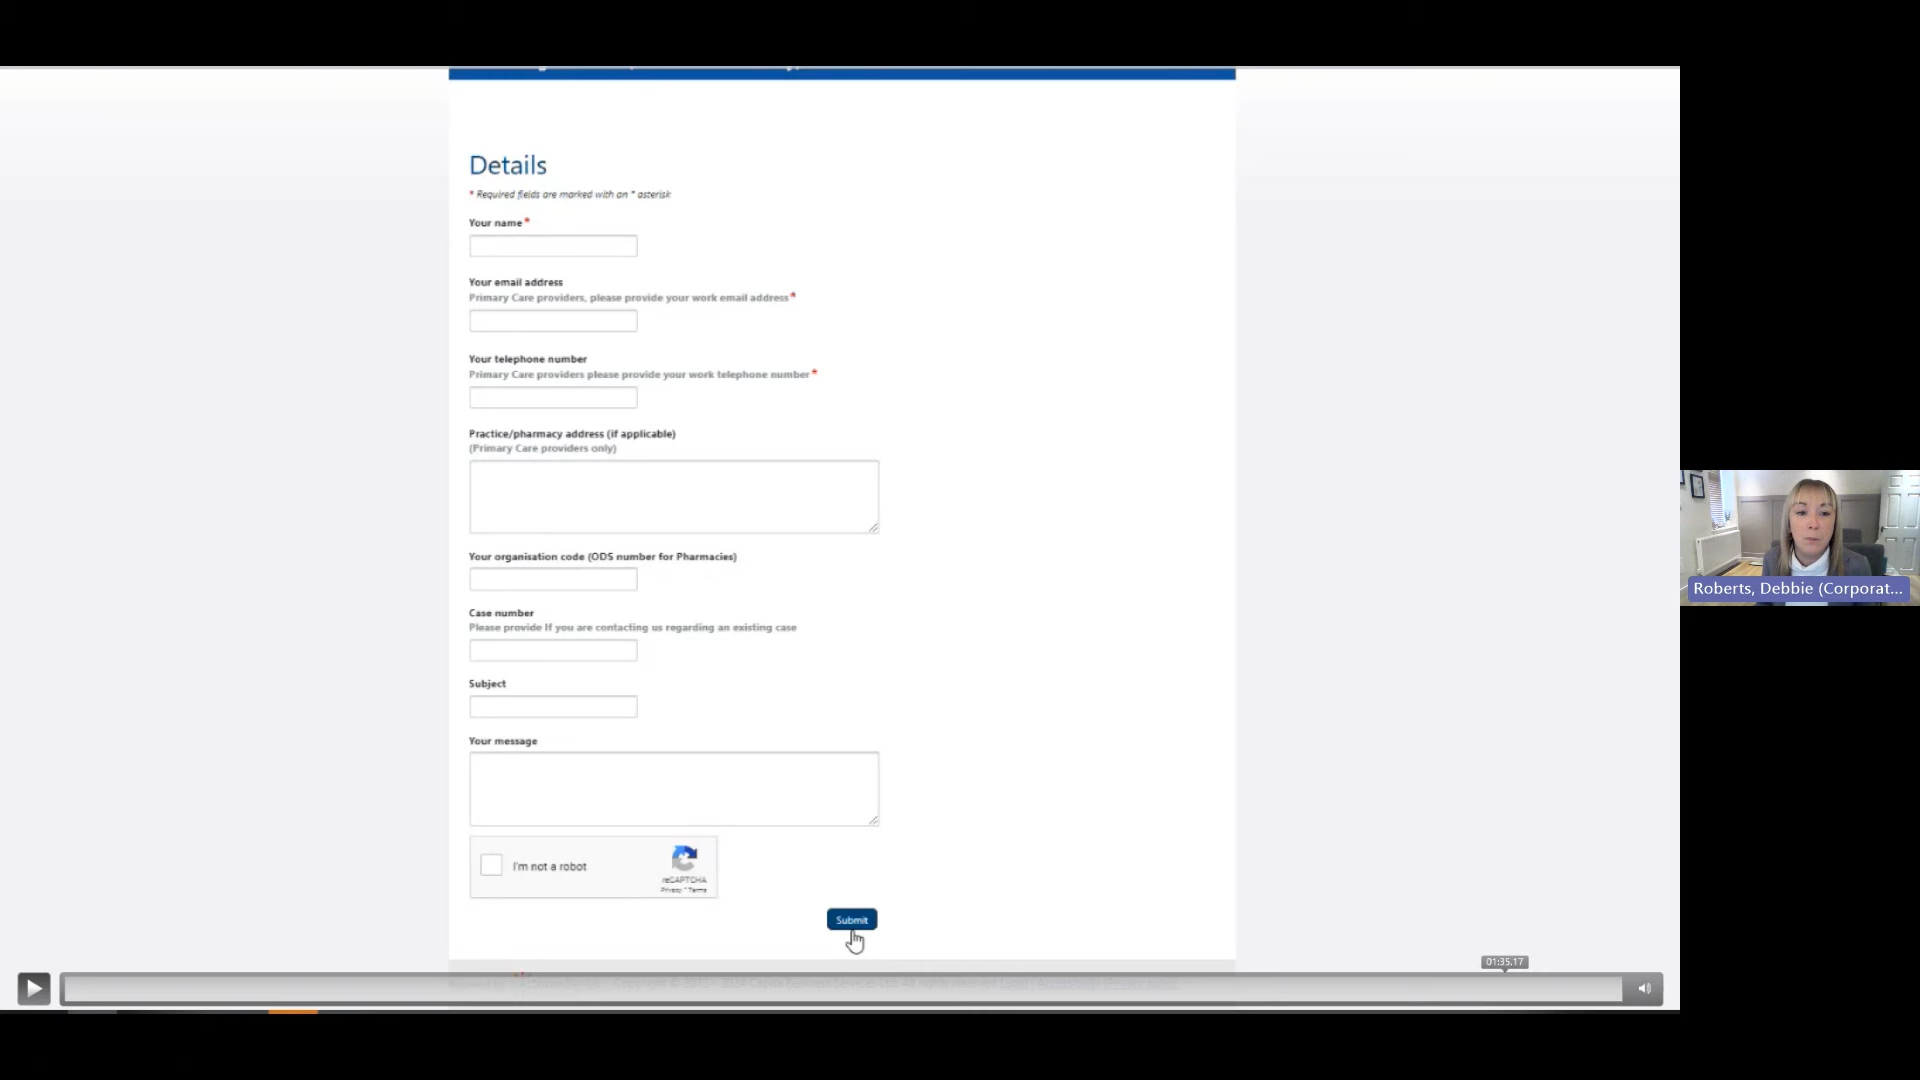 Details
* Required fields are marked with an * asterisk
Your name *
Your email address
Primary Care providers, please provide your work email address *
Your telephone number
Primary Care providers please provide your work telephone number *
Practice/pharmacy address (if applicable)
(Primary Care providers only)
Your organisation code (ODS number for Pharmacies)
Case number
Please provide If you are contacting us regarding an existing case
Subject
Your message
I'm not a robot
reCAPTCHA
Privacy - Terms
Submit
01:35.17
Roberts, Debbie (Corporat...